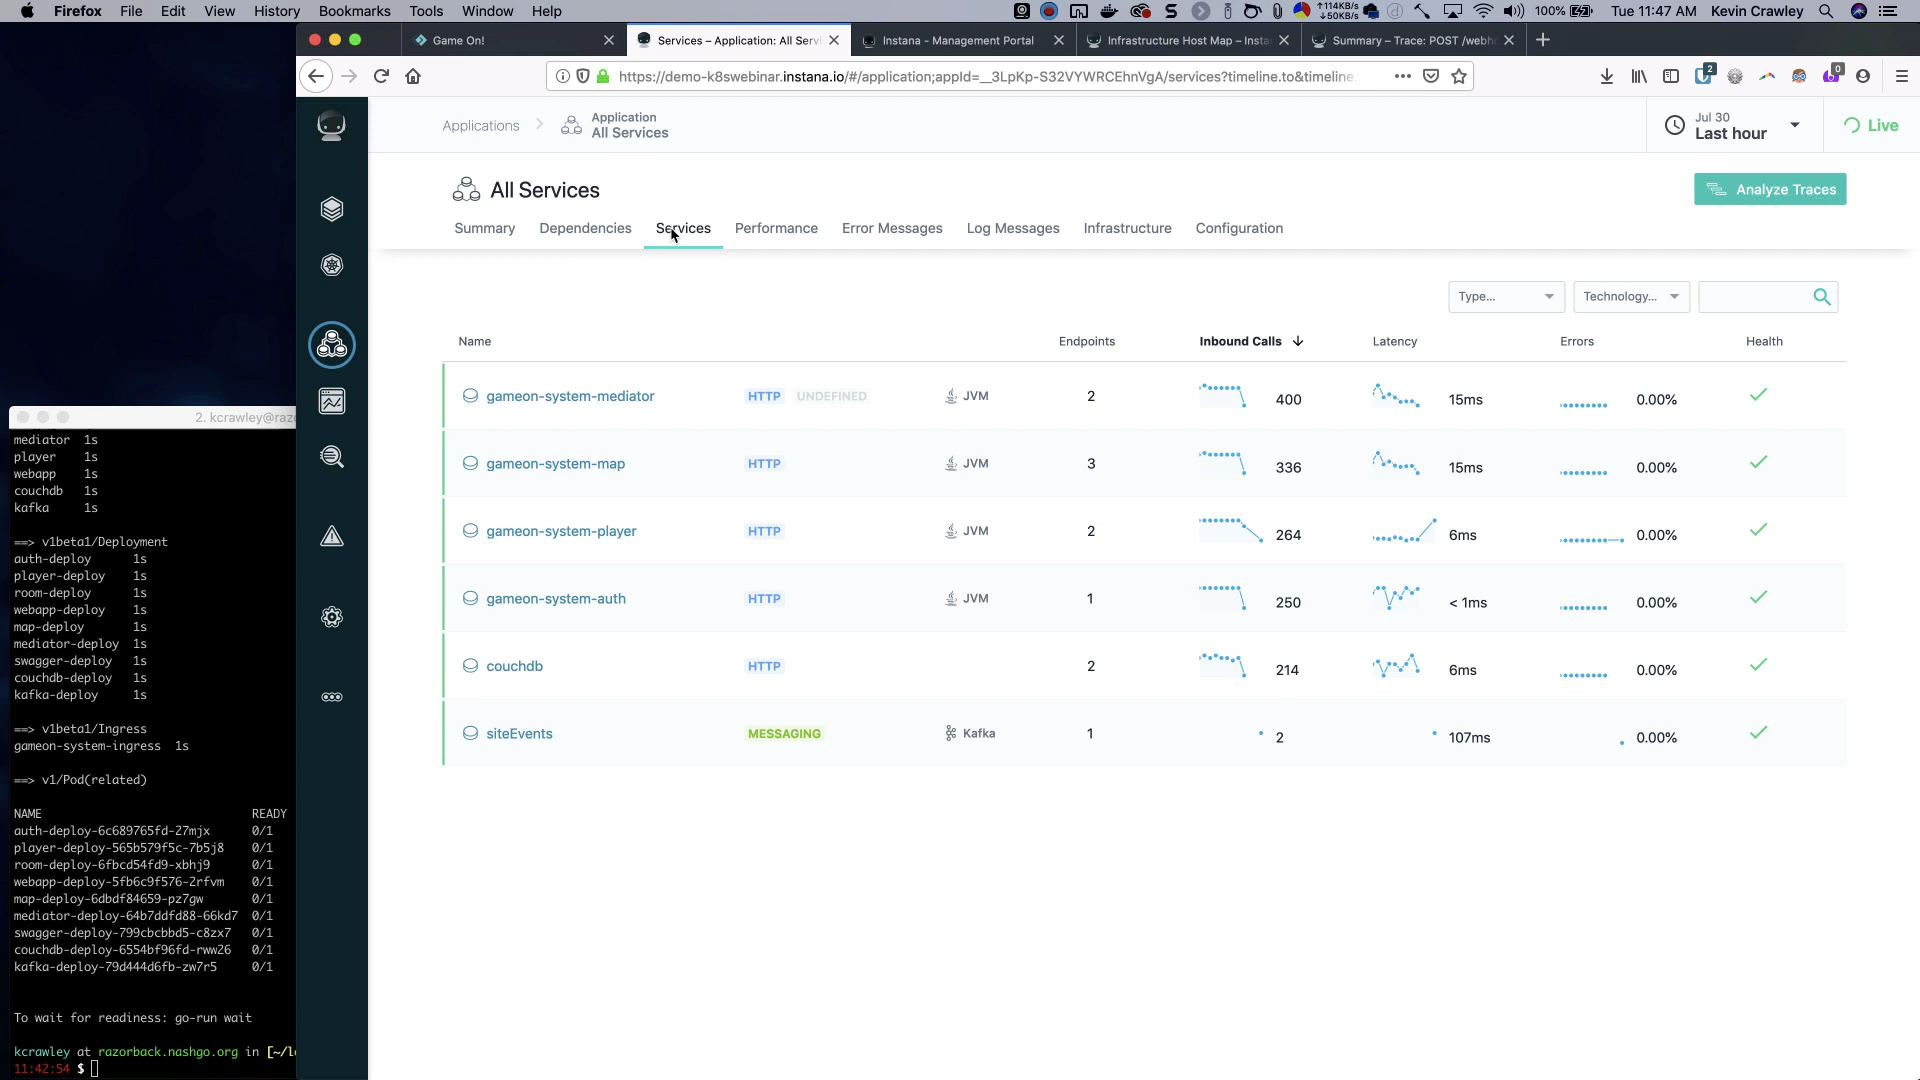 Firefox File Edit View History Bookmarks Tools Window Help
↑114KB/s
↓50KB/s
100%
Tue 11:47 AM Kevin Crawley
Game On!
Services – Application: All Servi
Instana - Management Portal
Infrastructure Host Map – Insta
Summary – Trace: POST /webh
https://demo-k8swebinar.instana.io/#/application;appId=__3LpKp-S32VYWRCEhnVgA/services?timeline.to&timeline.
2
0
Applications
Application
All Services
Jul 30
Last hour
Live
All Services
Analyze Traces
Summary Dependencies Services Performance Error Messages Log Messages Infrastructure Configuration
Type...
Technology...
Name Endpoints Inbound Calls ↓ Latency Errors Health
gameon-system-mediator HTTP UNDEFINED JVM 2 400 15ms 0.00%
gameon-system-map HTTP JVM 3 336 15ms 0.00%
gameon-system-player HTTP JVM 2 264 6ms 0.00%
gameon-system-auth HTTP JVM 1 250 < 1ms 0.00%
couchdb HTTP 2 214 6ms 0.00%
siteEvents MESSAGING Kafka 1 2 107ms 0.00%
2. kcrawley@razo
mediator 1s
player 1s
webapp 1s
couchdb 1s
kafka 1s
==> v1beta1/Deployment
auth-deploy 1s
player-deploy 1s
room-deploy 1s
webapp-deploy 1s
map-deploy 1s
mediator-deploy 1s
swagger-deploy 1s
couchdb-deploy 1s
kafka-deploy 1s
==> v1beta1/Ingress
gameon-system-ingress 1s
==> v1/Pod(related)
NAME READY
auth-deploy-6c689765fd-27mjx 0/1
player-deploy-565b579f5c-7b5j8 0/1
room-deploy-6fbcd54fd9-xbhj9 0/1
webapp-deploy-5fb6c9f576-2rfvm 0/1
map-deploy-6dbdf84659-pz7gw 0/1
mediator-deploy-64b7ddfd88-66kd7 0/1
swagger-deploy-799cbcbbd5-c8zx7 0/1
couchdb-deploy-6554bf96fd-rww26 0/1
kafka-deploy-79d444d6fb-zw7r5 0/1
To wait for readiness: go-run wait
kcrawley at razorback.nashgo.org in [~/l
11:42:54 $